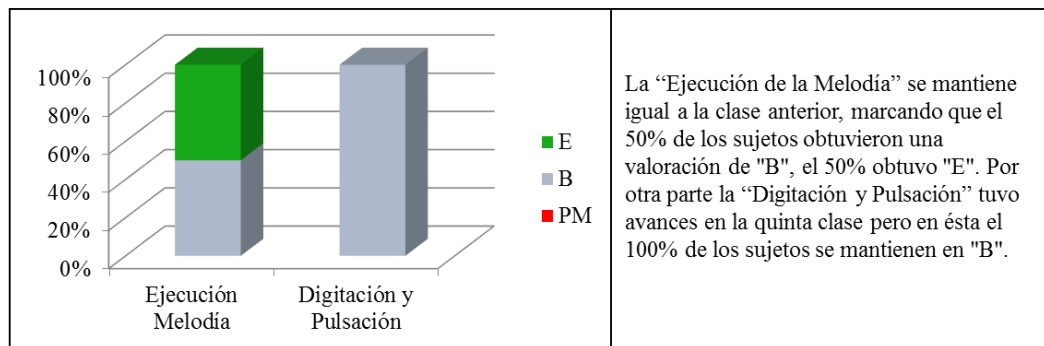 100%
80%
60%
40%
20%
0%
Ejecución
Melodía
Digitación y
Pulsación
E
B
PM
La “Ejecución de la Melodía” se mantiene
igual a la clase anterior, marcando que el
50% de los sujetos obtuvieron una
valoración de "B", el 50% obtuvo "E". Por
otra parte la “Digitación y Pulsación” tuvo
avances en la quinta clase pero en ésta el
100% de los sujetos se mantienen en "B".